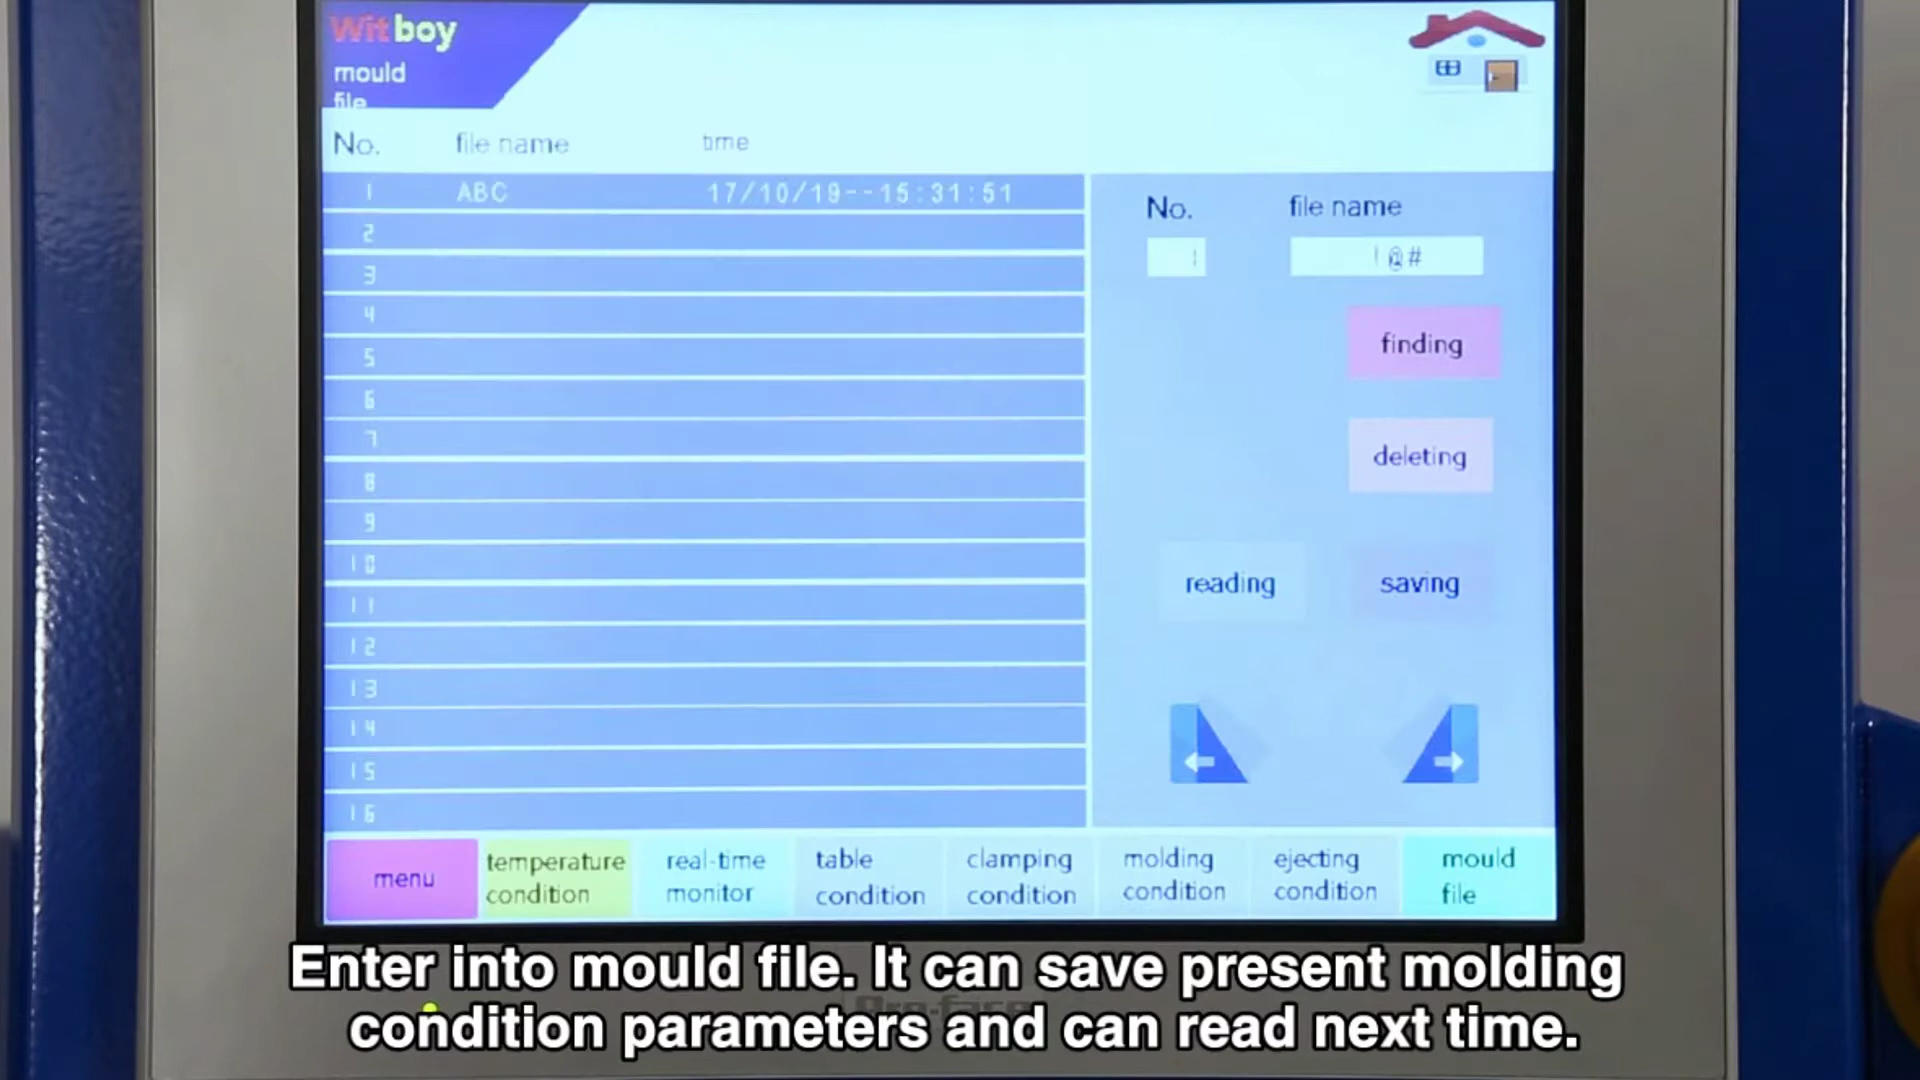 Witboy
mould
file
No. file name time
1 ABC 17/10/19--15:31:51
2
3
4
5
6
7
8
9
10
11
12
13
14
15
16
No. file name
1 !@#
finding
deleting
reading saving
menu
temperature
condition
real-time
monitor
table
condition
clamping
condition
molding
condition
ejecting
condition
mould
file
Pro-face
Enter into mould file. It can save present molding
condition parameters and can read next time.